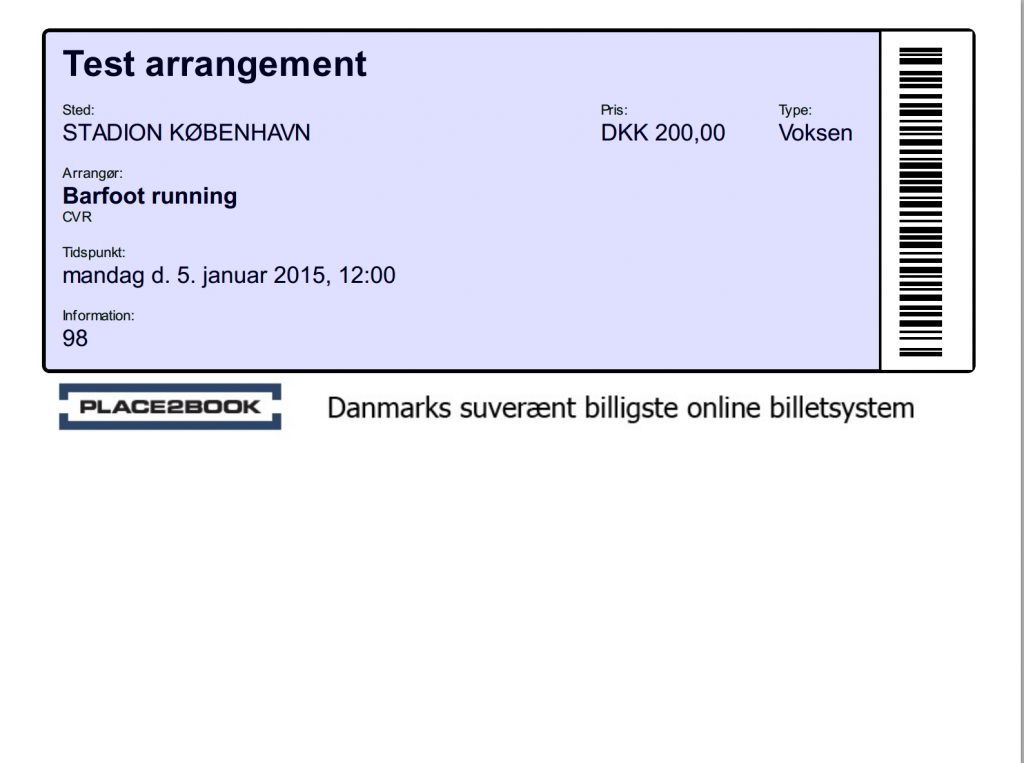 Test arrangement
Sted:
STADION KØBENHAVN
Pris:
DKK 200,00
Type:
Voksen
Arrangør:
Barfoot running
CVR
Tidspunkt:
mandag d. 5. januar 2015, 12:00
Information:
98
PLACE2BOOK
Danmarks suverænt billigste online billetsystem